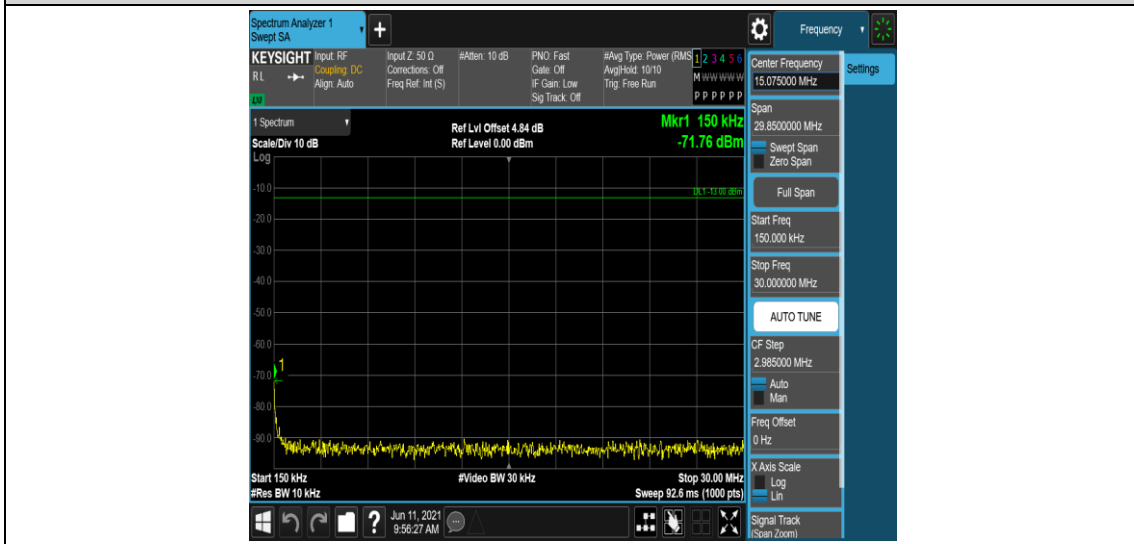 Spectrum Analyzer 1
Swept SA
Frequency
KEYSIGHT
R L
LXI
Input: RF
Coupling: DC
Align: Auto
Input Z: 50 Ω
Corrections: Off
Freq Ref: Int (S)
#Atten: 10 dB
PNO: Fast
Gate: Off
IF Gain: Low
Sig Track: Off
#Avg Type: Power (RMS
Avg|Hold: 10/10
Trig: Free Run
1 2 3 4 5 6
M W W W W W
P P P P P P
1 Spectrum
Scale/Div 10 dB
Log
Ref Lvl Offset 4.84 dB
Ref Level 0.00 dBm
Mkr1 150 kHz
-71.76 dBm
DL1 -13.00 dBm
-10.0
-20.0
-30.0
-40.0
-50.0
-60.0
-70.0
-80.0
-90.0
1
Start 150 kHz
#Res BW 10 kHz
#Video BW 30 kHz
Stop 30.00 MHz
Sweep 92.6 ms (1000 pts)
Jun 11, 2021
9:56:27 AM
Center Frequency
15.075000 MHz
Span
29.8500000 MHz
Swept Span
Zero Span
Full Span
Start Freq
150.000 kHz
Stop Freq
30.000000 MHz
AUTO TUNE
CF Step
2.985000 MHz
Auto
Man
Freq Offset
0 Hz
X Axis Scale
Log
Lin
Signal Track
(Span Zoom)
Settings